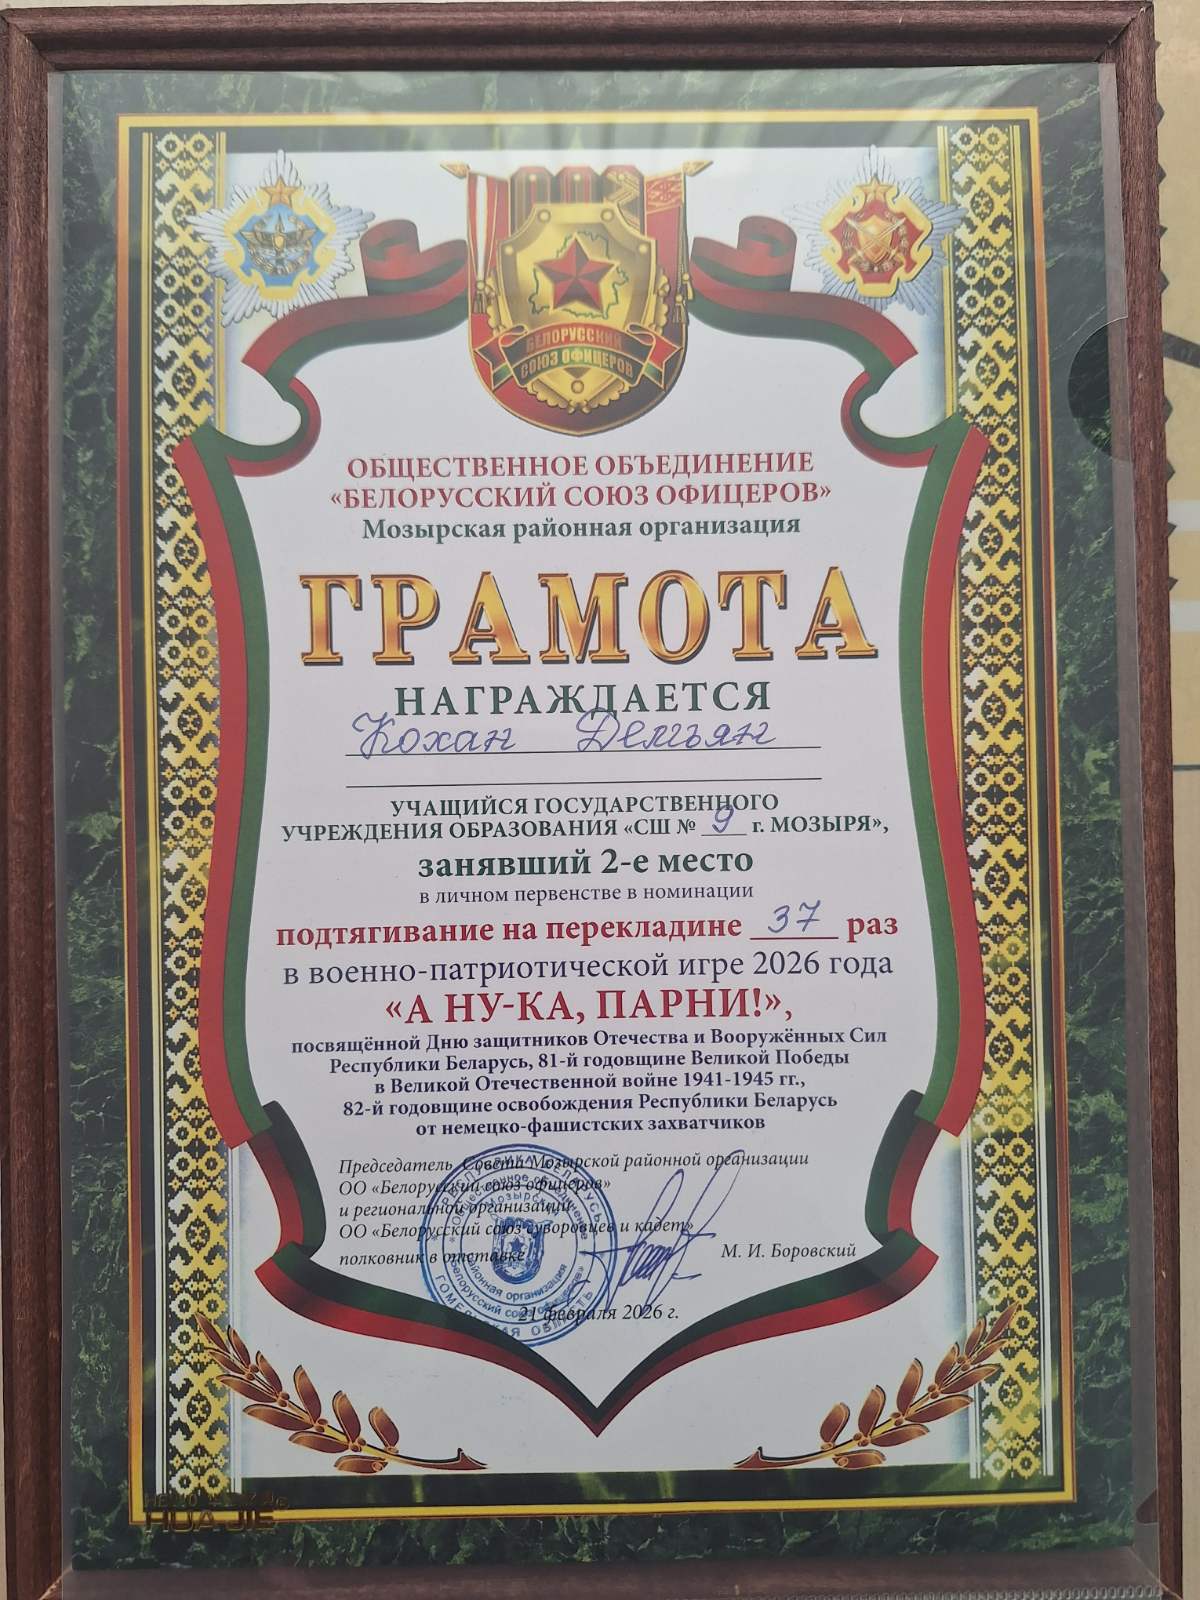 БЕЛОРУССКИЙ
СОЮЗ ОФИЦЕРОВ
ОБЩЕСТВЕННОЕ ОБЪЕДИНЕНИЕ
«БЕЛОРУССКИЙ СОЮЗ ОФИЦЕРОВ»
Мозырская районная организация
ГРАМОТА
НАГРАЖДАЕТСЯ
Кохан Демьян
УЧАЩИЙСЯ ГОСУДАРСТВЕННОГО
УЧРЕЖДЕНИЯ ОБРАЗОВАНИЯ «СШ № 9 г. МОЗЫРЯ»,
занявший 2-е место
в личном первенстве в номинации
подтягивание на перекладине 37 раз
в военно-патриотической игре 2026 года
«А НУ-КА, ПАРНИ!»,
посвящённой Дню защитников Отечества и Вооружённых Сил
Республики Беларусь, 81-й годовщине Великой Победы
в Великой Отечественной войне 1941-1945 гг.,
82-й годовщине освобождения Республики Беларусь
от немецко-фашистских захватчиков
Председатель Совета Мозырской районной организации
ОО «Белорусский союз офицеров»
и региональной организации
ОО «Белорусский союз суворовцев и кадет»
полковник в отставке М. И. Боровский
21 февраля 2026 г.
HUA JIE